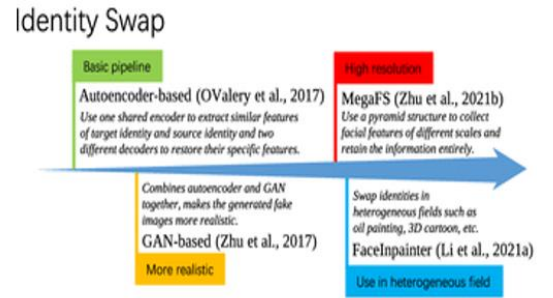 Identity Swap
Basic pipeline
Autoencoder-based (OValery et al., 2017)
Use one shared encoder to extract similar features
of target identity and source identity and two
different decoders to restore their specific features.
High resolution
MegaFS (Zhu et al., 2021b)
Use a pyramid structure to collect
facial features of different scales and
retain the information entirely.
Combines autoencoder and GAN
together, makes the generated fake
images more realistic.
GAN-based (Zhu et al., 2017)
More realistic
Swap identities in
heterogeneous fields such as
oil painting, 3D cartoon, etc.
FaceInpainter (Li et al., 2021a)
Use in heterogeneous field